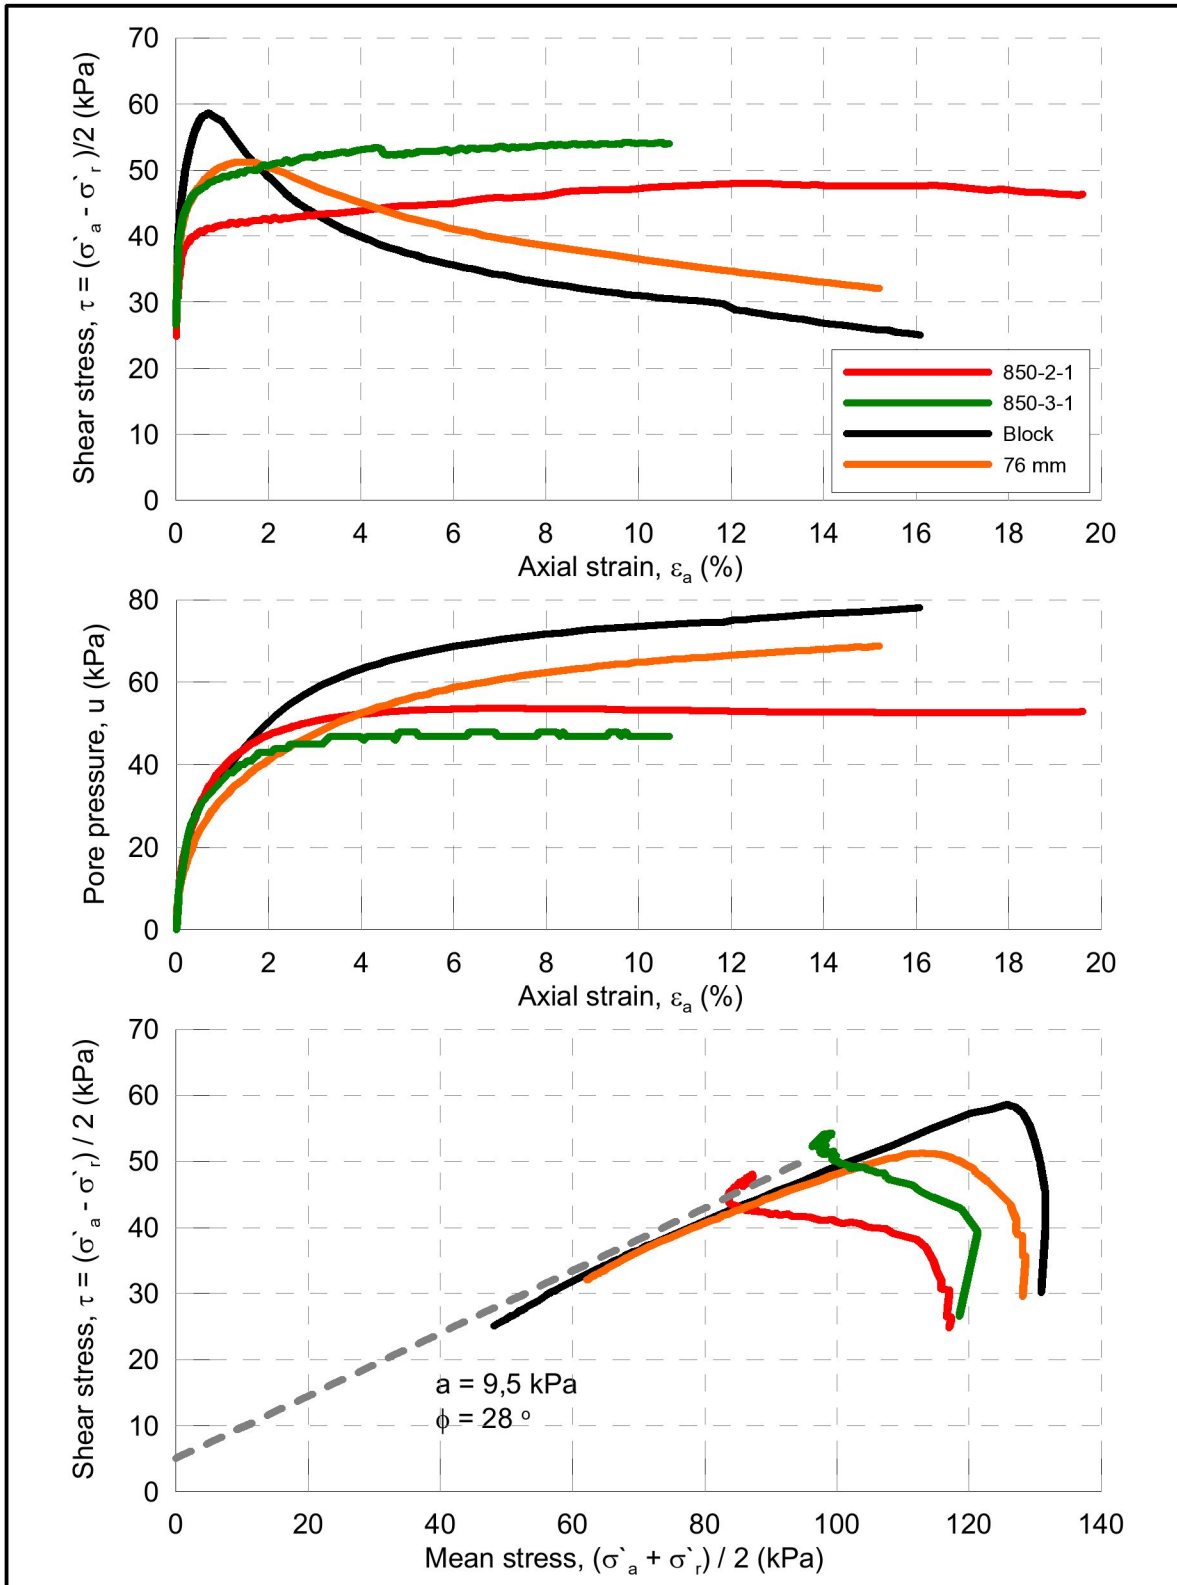 Shear stress, τ = (σ`a - σ`r )/2 (kPa)
70
60
50
40
30
20
10
0
850-2-1
850-3-1
Block
76 mm
0 2 4 6 8 10 12 14 16 18 20
Axial strain, εa (%)
Pore pressure, u (kPa)
80
60
40
20
0
0 2 4 6 8 10 12 14 16 18 20
Axial strain, εa (%)
Shear stress, τ = (σ`a - σ`r) / 2 (kPa)
70
60
50
40
30
20
10
0
a = 9,5 kPa
ϕ = 28 o
0 20 40 60 80 100 120 140
Mean stress, (σ`a + σ`r) / 2 (kPa)